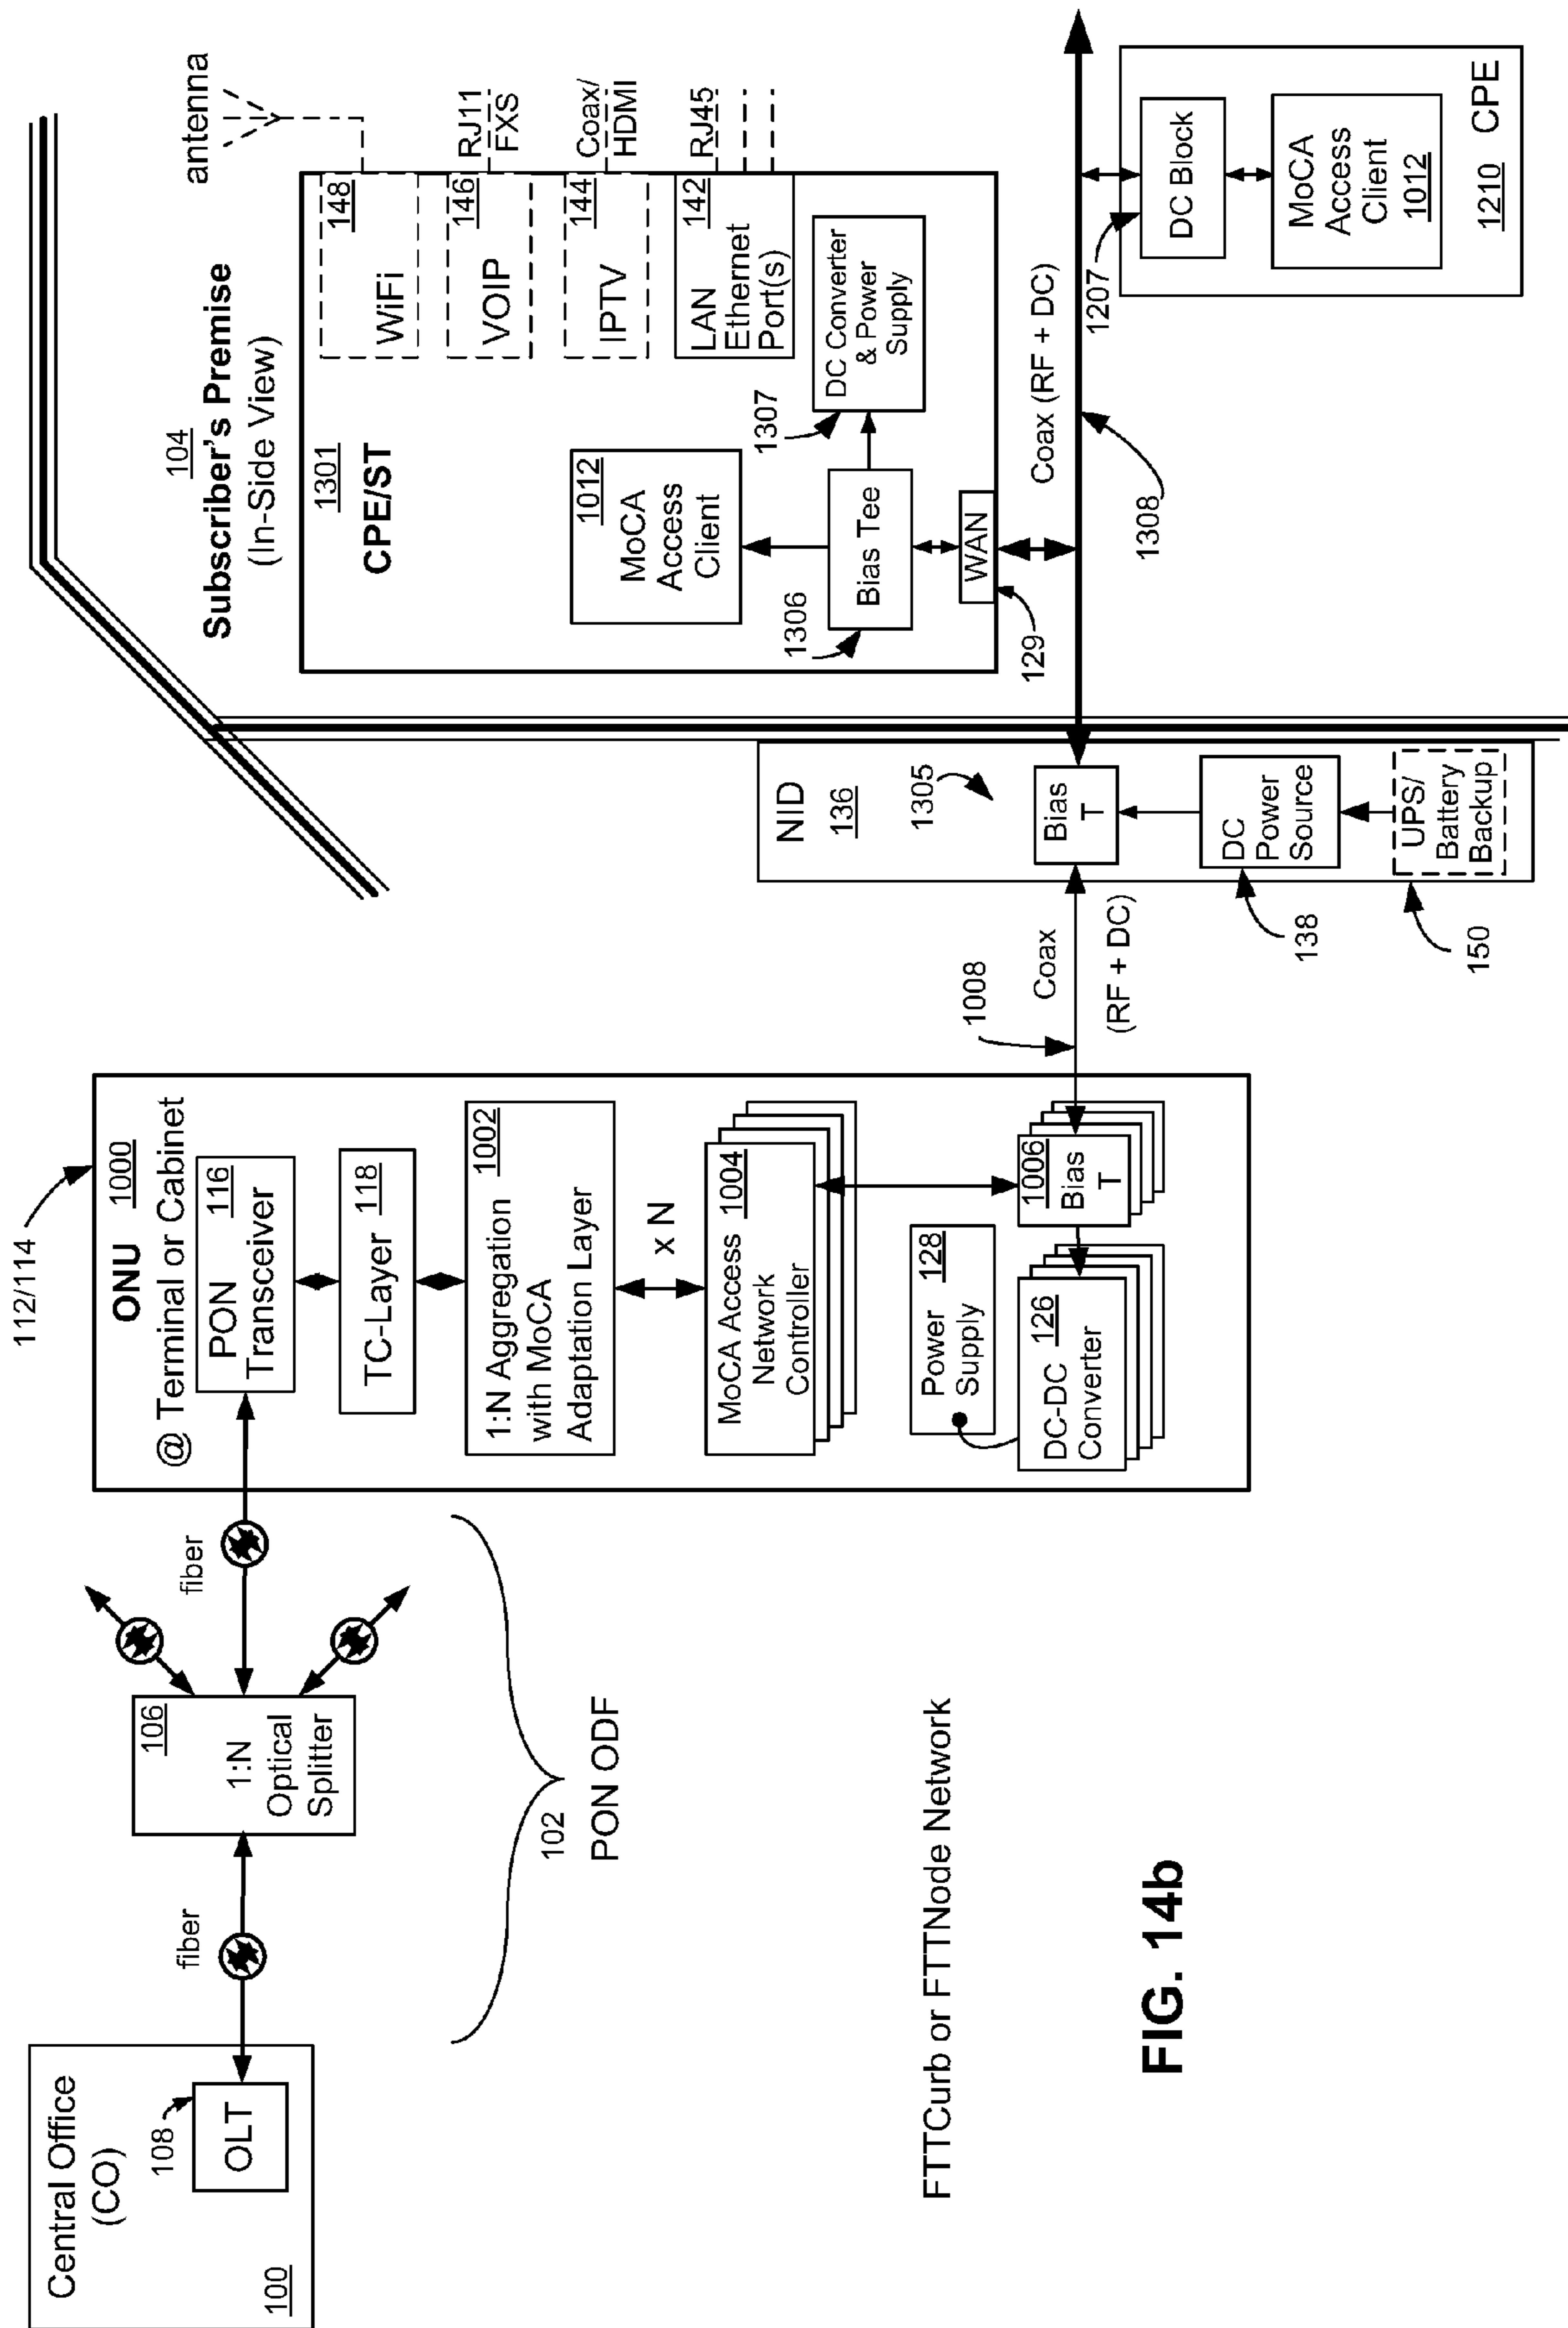 Central Office
(CO)
108
OLT
100
fiber
106
1:N
Optical
Splitter
fiber
102
PON ODF
112/114
ONU 1000
@ Terminal or Cabinet
PON 116
Transceiver
TC-Layer 118
1:N Aggregation 1002
with MoCA
Adaptation Layer
x N
MoCA Access 1004
Network
Controller
Power 128
Supply
DC-DC 126
Converter
1006
Bias
T
1008
Coax
(RF + DC)
NID
136
1305
Bias
T
DC
Power
Source
138
UPS/
Battery
Backup
150
104
Subscriber's Premise
(In-Side View)
1301
CPE/ST
antenna
WiFi 148
VOIP 146
RJ11
FXS
IPTV 144
Coax/
HDMI
LAN 142
Ethernet
Port(s)
RJ45
1012
MoCA
Access
Client
1306
Bias Tee
1307
DC Converter
& Power
Supply
WAN
129
Coax (RF + DC)
1308
1207
DC Block
MoCA
Access
Client
1012
1210 CPE
FTTCurb or FTTNode Network
FIG. 14b